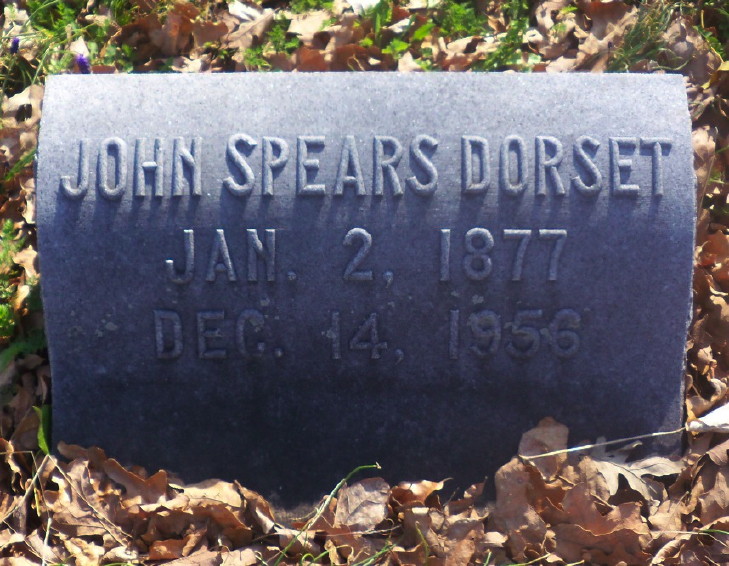 JOHN SPEARS DORSET
JAN. 2, 1877
DEC. 14, 1956